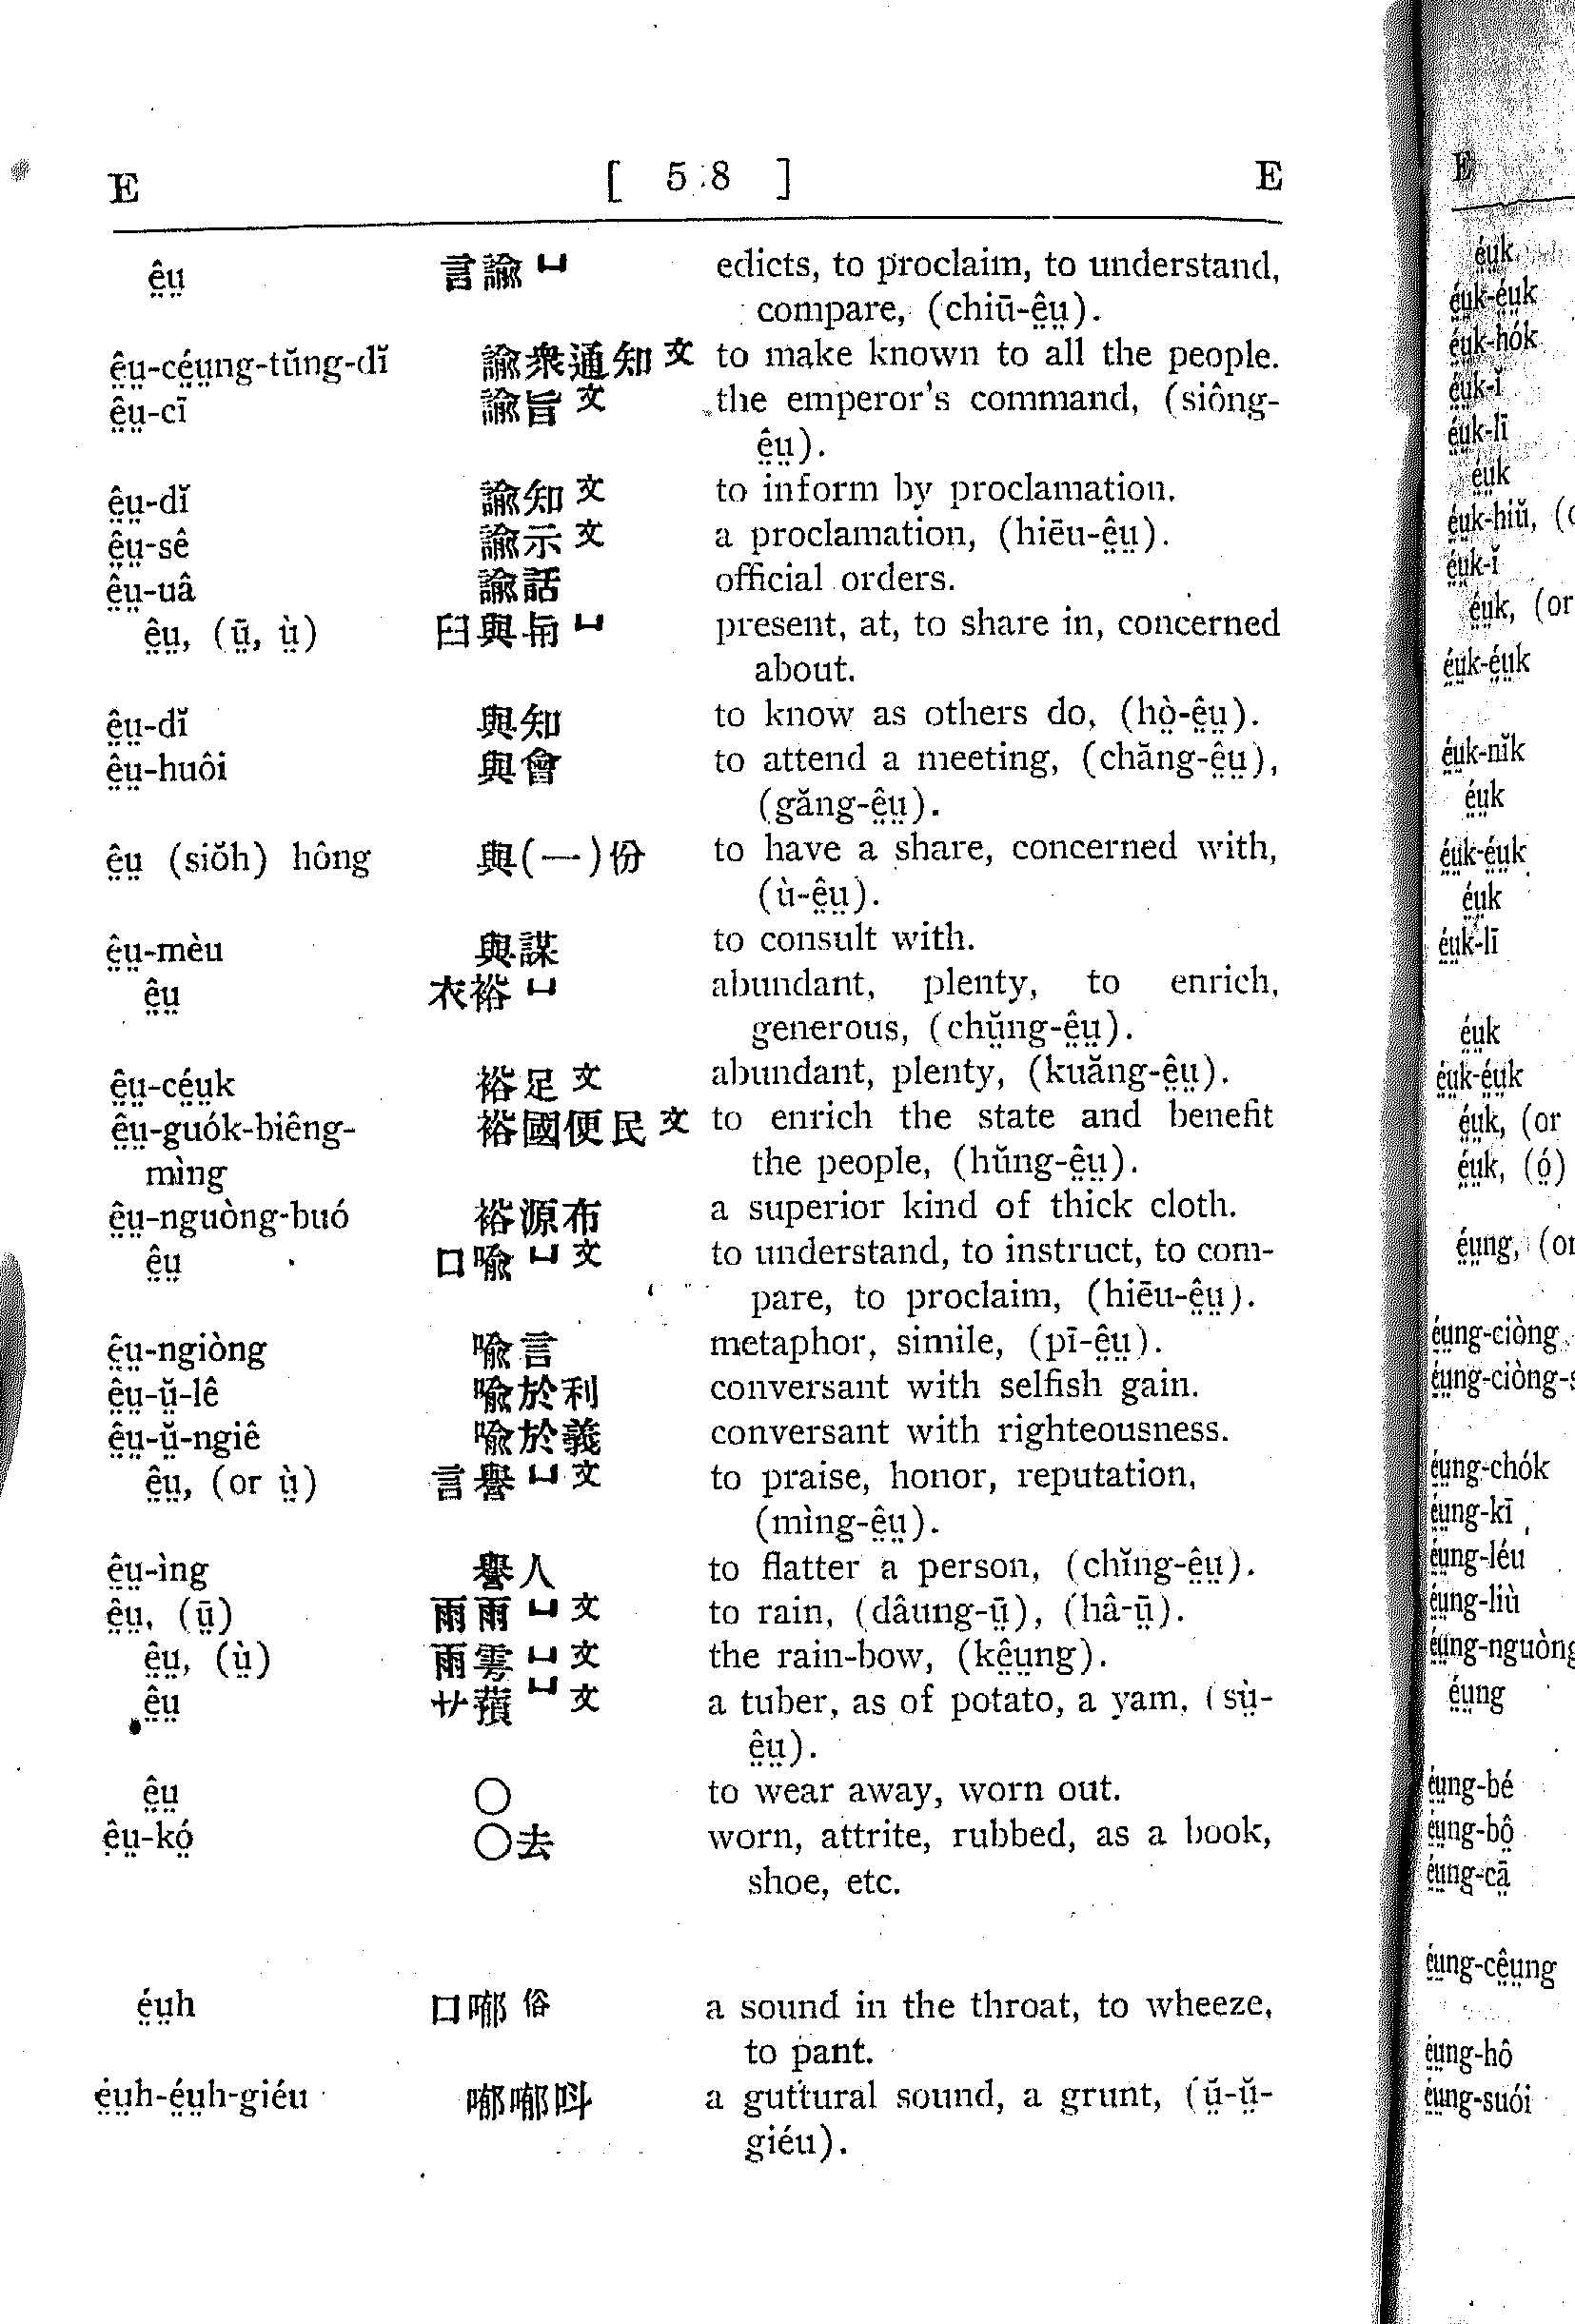 E [ 5 8 ] E
ê̤ṳ 言諭ㄩ edicts, to proclaim, to understand,
compare, (chiū-ê̤ṳ).
ê̤ṳ-cé̤ṳng-tŭng-dĭ 諭衆通知文 to make known to all the people.
ê̤ṳ-cī 諭旨文 the emperor's command, (siông-
ê̤ṳ).
ê̤ṳ-dĭ 諭知文 to inform by proclamation.
ê̤ṳ-sê 諭示文 a proclamation, (hiēu-ê̤ṳ).
ê̤ṳ-uâ 諭話 official orders.
ê̤ṳ, (ṳ̄, ṳ̀) 臼與ㄩ present, at, to share in, concerned
about.
ê̤ṳ-dĭ 與知 to know as others do, (hò̤-ê̤ṳ).
ê̤ṳ-huôi 與會 to attend a meeting, (chăng-ê̤ṳ),
(găng-ê̤ṳ).
ê̤ṳ (siŏh) hông 與(一)份 to have a share, concerned with,
(ù-ê̤ṳ).
ê̤ṳ-mèu 與謀 to consult with.
ê̤ṳ 衣裕ㄩ abundant, plenty, to enrich,
generous, (chṳ̆ng-ê̤ṳ).
ê̤ṳ-cé̤ṳk 裕足文 abundant, plenty, (kuăng-ê̤ṳ).
ê̤ṳ-guók-biêng- 裕國便民文 to enrich the state and benefit
mìng the people, (hŭng-ê̤ṳ).
ê̤ṳ-nguòng-buó 裕源布 a superior kind of thick cloth.
ê̤ṳ 口喻ㄩ文 to understand, to instruct, to com-
pare, to proclaim, (hiēu-ê̤ṳ).
ê̤ṳ-ngiòng 喻言 metaphor, simile, (pī-ê̤ṳ).
ê̤ṳ-ṳ̆-lê 喻於利 conversant with selfish gain.
ê̤ṳ-ṳ̆-ngiê 喻於義 conversant with righteousness.
ê̤ṳ, (or ṳ̀) 言譽ㄩ文 to praise, honor, reputation,
(mìng-ê̤ṳ).
ê̤ṳ-ìng 譽人 to flatter a person, (chĭng-ê̤ṳ).
ê̤ṳ, (ṳ̄) 雨雨ㄩ文 to rain, (dâung-ṳ̄), (hâ-ṳ̄).
ê̤ṳ, (ṳ̀) 雨雩ㄩ文 the rain-bow, (kê̤ṳng).
ê̤ṳ ㄩ文 a tuber, as of potato, a yam, (sṳ̀-
ê̤ṳ).
ê̤ṳ ○ to wear away, worn out.
ê̤ṳ-kó̤ ○去 worn, attrite, rubbed, as a book,
shoe, etc.
é̤ṳh 口㗙俗 a sound in the throat, to wheeze,
to pant.
é̤ṳh-é̤ṳh-giéu a guttural sound, a grunt, (ṳ̆-ṳ̆-
giéu).
E
é̤ṳk
é̤ṳk-é̤ṳk
é̤ṳk-hók
é̤ṳk-ĭ
é̤ṳk-lī
é̤ṳk
é̤ṳk-hiŭ,
é̤ṳk-ĭ
é̤ṳk, (or
é̤ṳk-é̤ṳk
é̤ṳk-nĭk
é̤ṳk
é̤ṳk-é̤ṳk
é̤ṳk
é̤ṳk-lī
é̤ṳk
é̤ṳk-é̤ṳk
é̤ṳk, (or
é̤ṳk, (ó̤)
é̤ṳng, (or
é̤ṳng-ciòng
é̤ṳng-ciòng-
é̤ṳng-chók
é̤ṳng-kī
é̤ṳng-léu
é̤ṳng-liù
é̤ṳng-nguòng
é̤ṳng
é̤ṳng-bé
é̤ṳng-bô̤
é̤ṳng-cā̤
é̤ṳng-cê̤ṳng
é̤ṳng-hô
é̤ṳng-suói